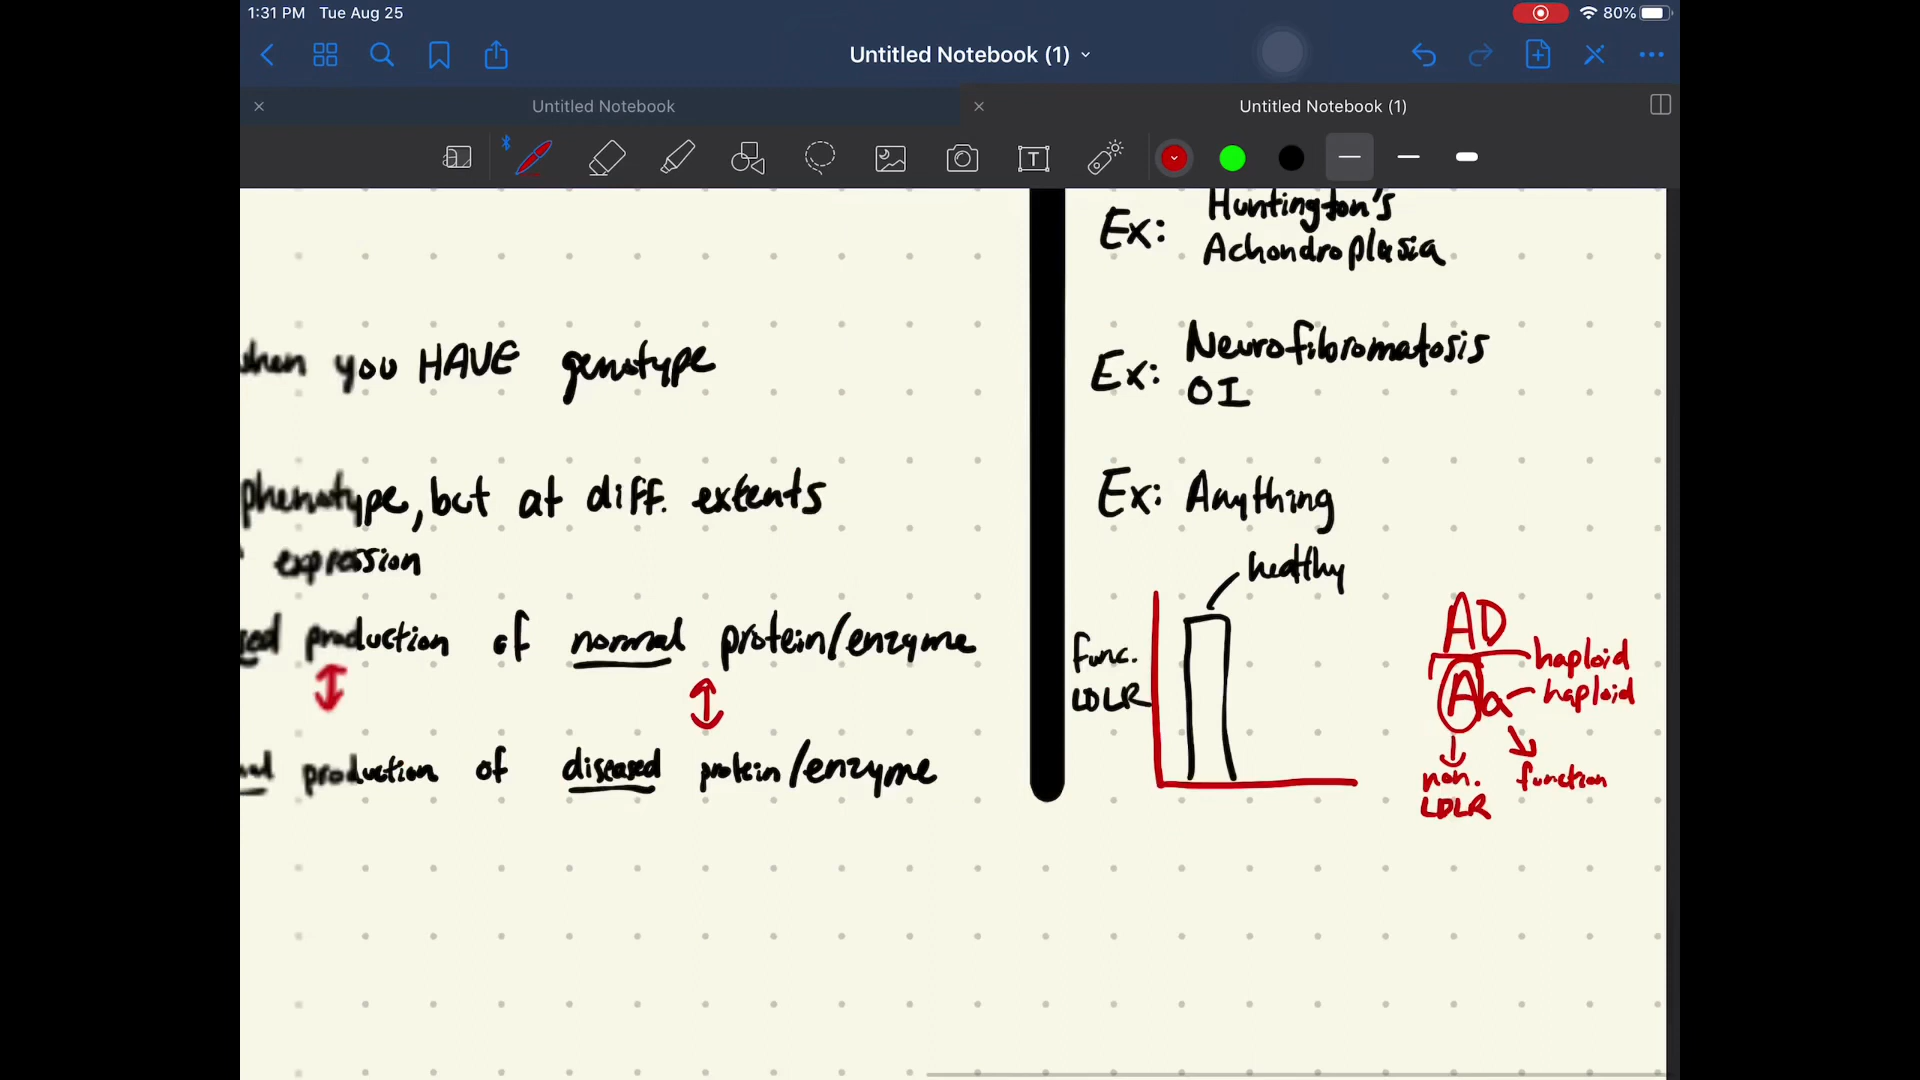 1:31 PM Tue Aug 25
80%
Untitled Notebook (1)
Untitled Notebook
Untitled Notebook (1)
T
Huntington's
Ex:
Achondroplasia
when you HAVE genotype
Neurofibromatosis
Ex:
OI
phenotype, but at diff. extents
Ex: Anything
expression
healthy
production of normal protein/enzyme
func.
LDLR
AD
haploid
Aa
haploid
production of diseased protein/enzyme
non.
LDLR
function